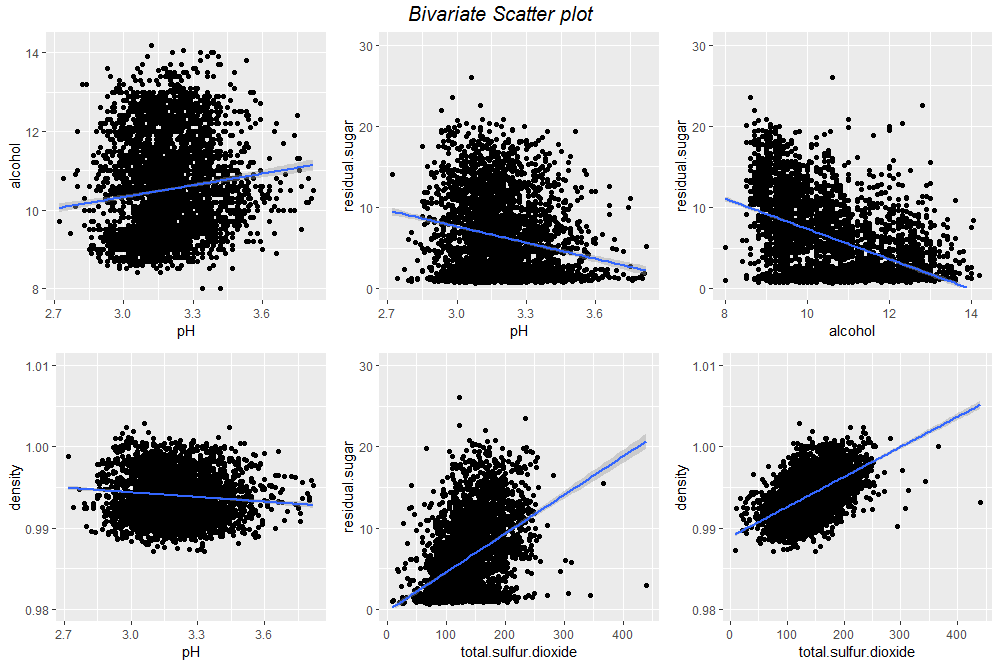 Bivariate Scatter plot
14
12
10
8
alcohol
2.7 3.0 3.3 3.6
pH
30
20
10
0
residual.sugar
2.7 3.0 3.3 3.6
pH
30
20
10
0
residual.sugar
8 10 12 14
alcohol
1.01
1.00
0.99
0.98
density
2.7 3.0 3.3 3.6
pH
30
20
10
0
residual.sugar
0 100 200 300 400
total.sulfur.dioxide
1.01
1.00
0.99
0.98
density
0 100 200 300 400
total.sulfur.dioxide